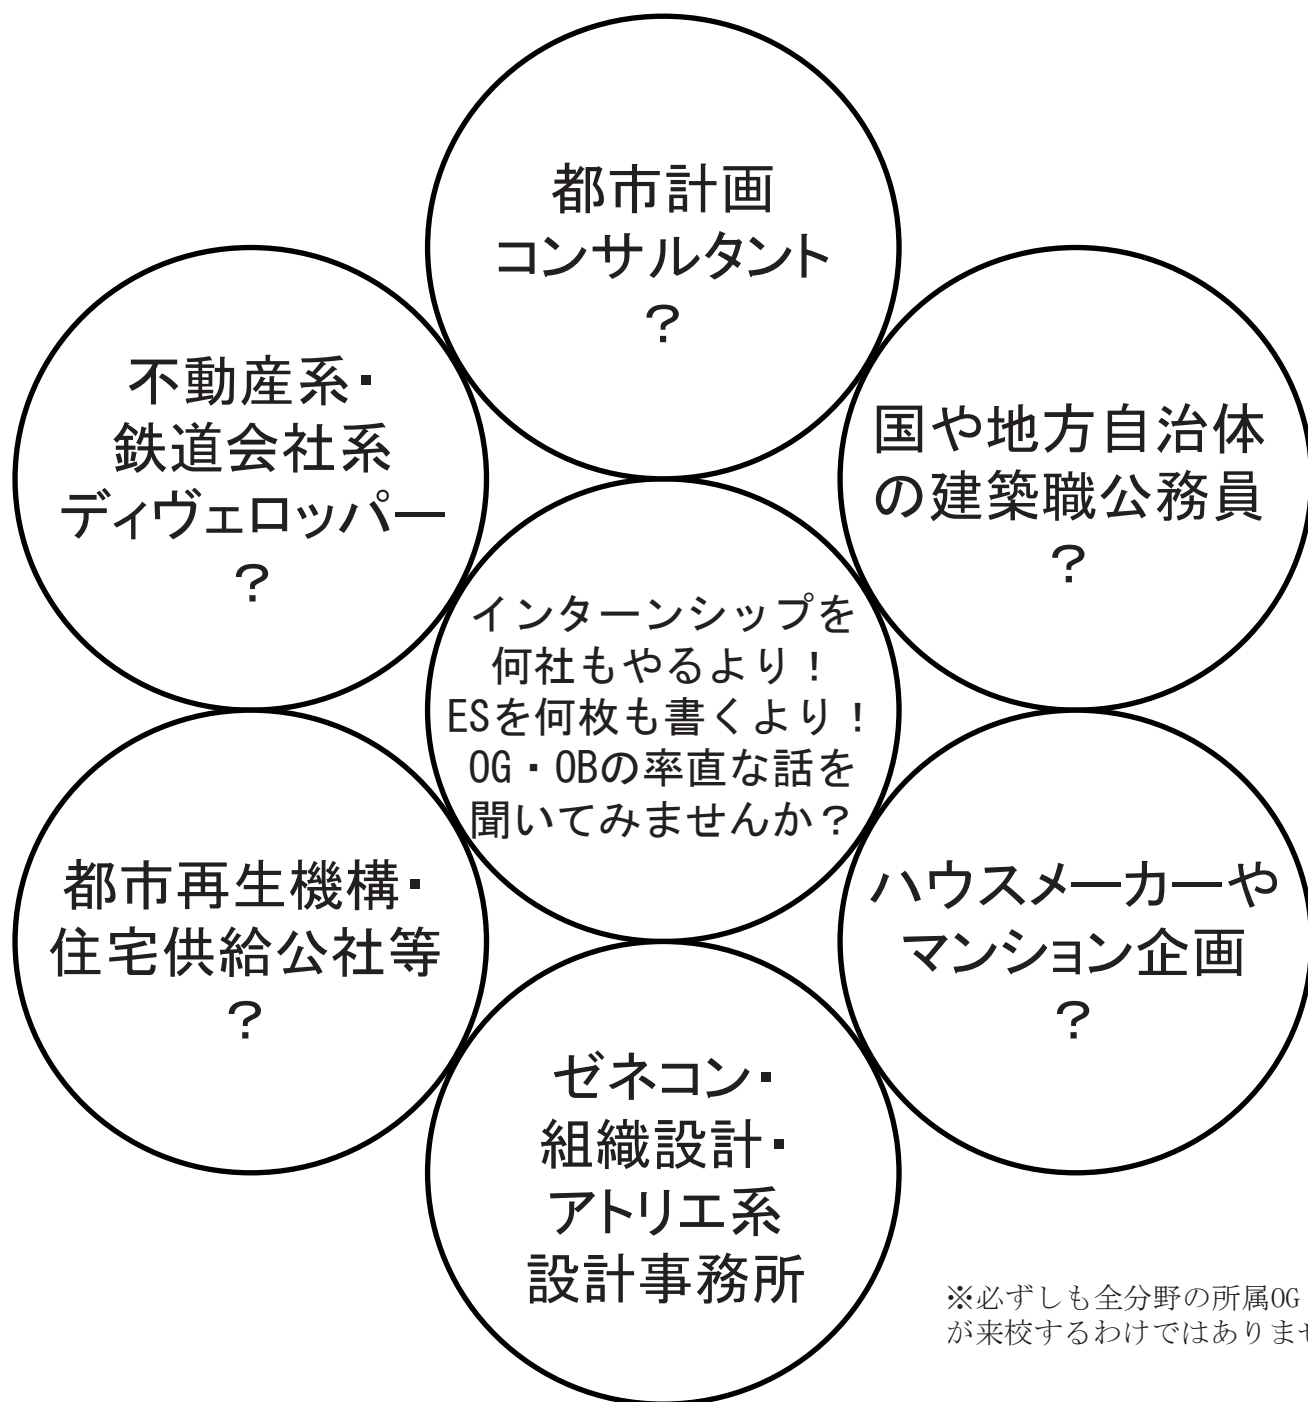 都市計画
コンサルタント
？
不動産系・
鉄道会社系
ディヴェロッパー
？
国や地方自治体
の建築職公務員
？
インターンシップを
何社もやるより！
ESを何枚も書くより！
OG・OBの率直な話を
聞いてみませんか？
都市再生機構・
住宅供給公社等
？
ハウスメーカーや
マンション企画
？
ゼネコン・
組織設計・
アトリエ系
設計事務所
※必ずしも全分野の所属OG
が来校するわけではありませ